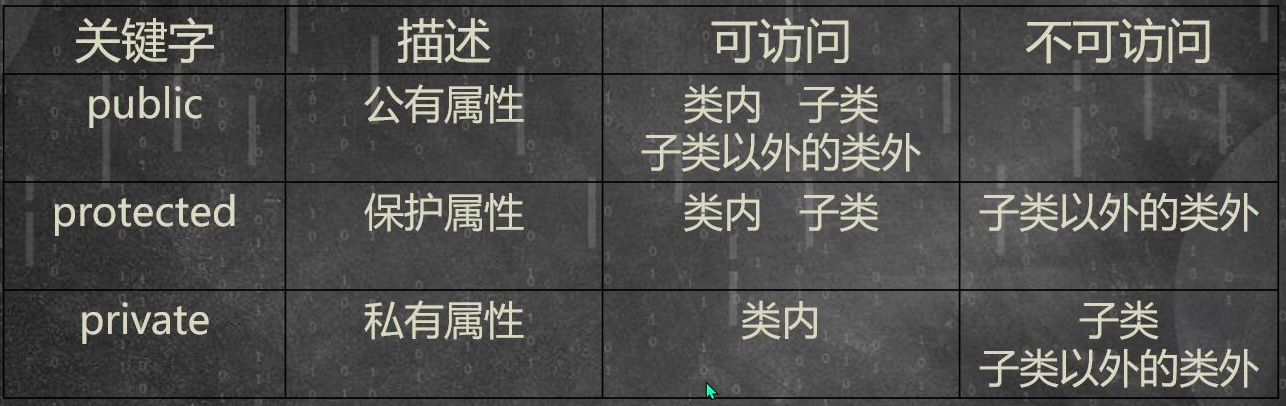 关键字 描述 可访问 不可访问
public 公有属性 类内 子类
子类以外的类外
protected 保护属性 类内 子类 子类以外的类外
private 私有属性 类内 子类
子类以外的类外